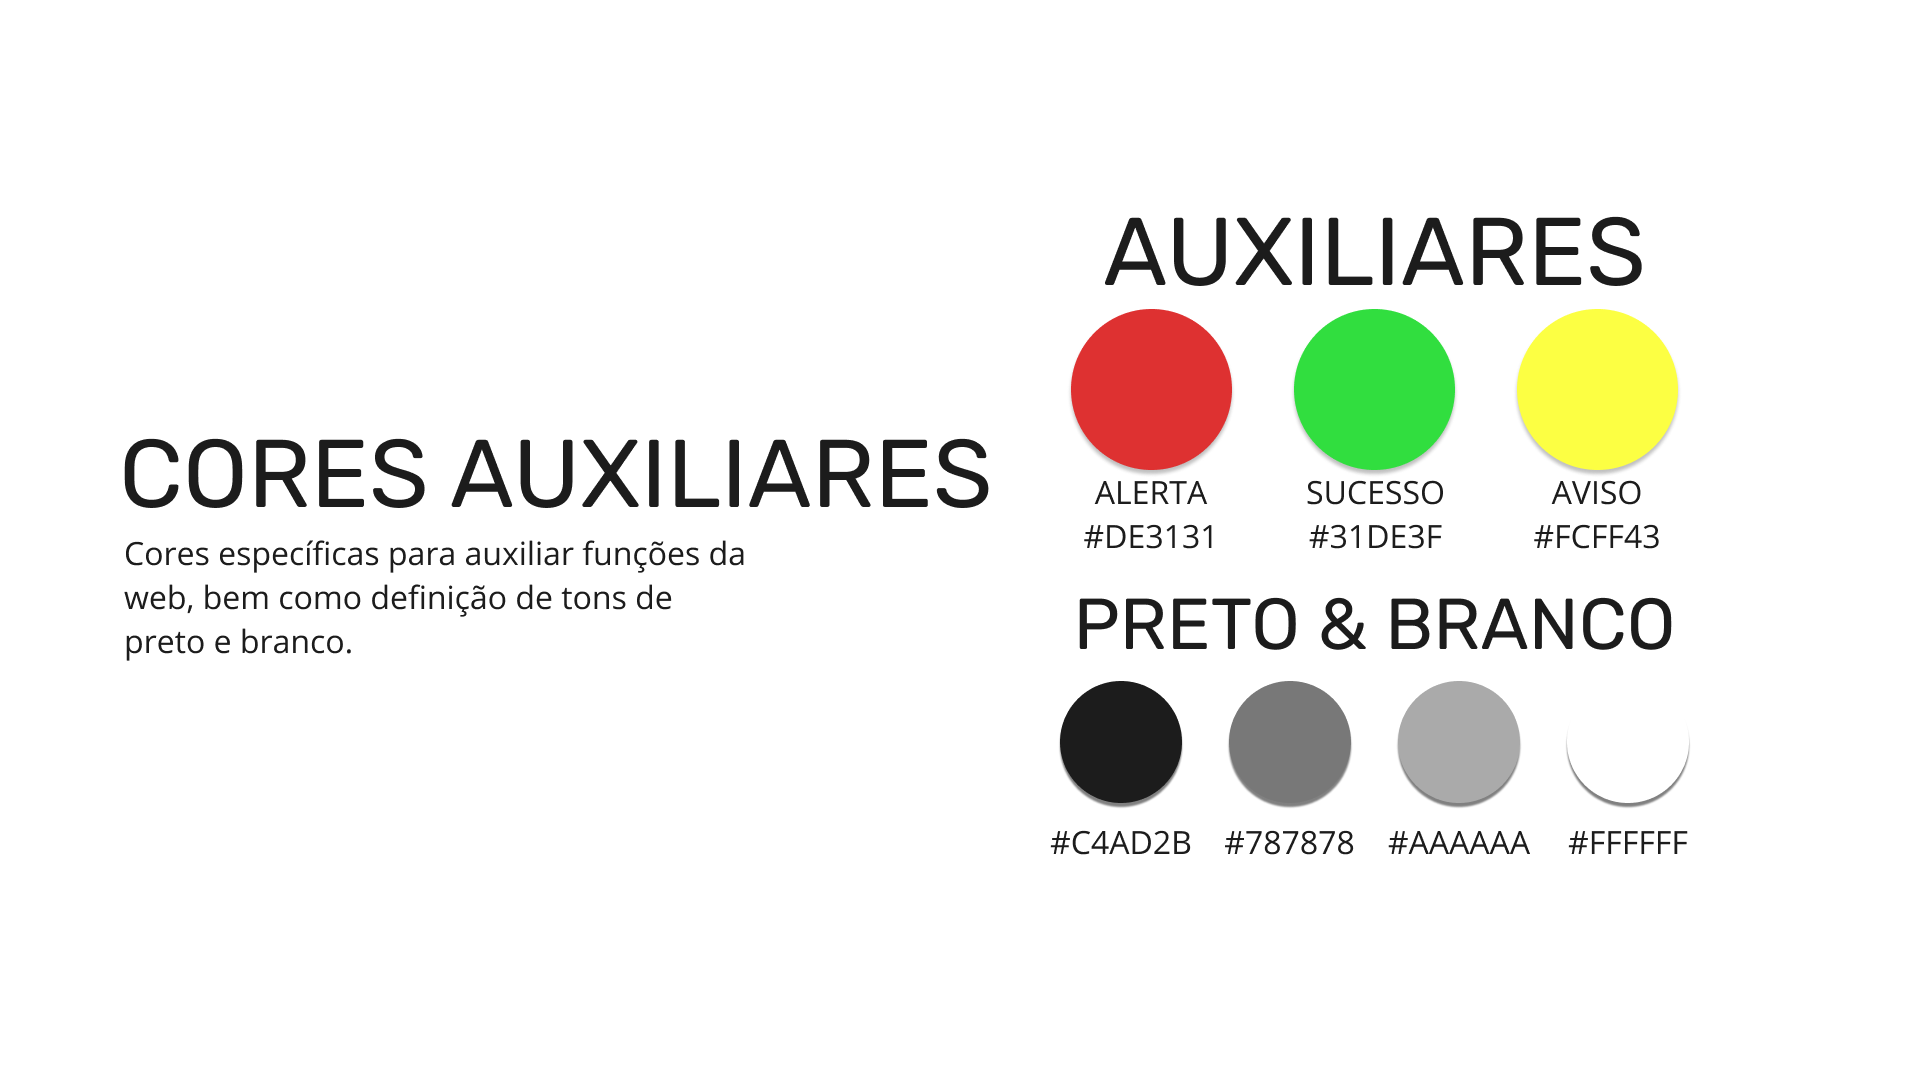 CORES AUXILIARES
Cores específicas para auxiliar funções da
web, bem como definição de tons de
preto e branco.
AUXILIARES
ALERTA
#DE3131
SUCESSO
#31DE3F
AVISO
#FCFF43
PRETO & BRANCO
#C4AD2B
#787878
#AAAAAA
#FFFFFF